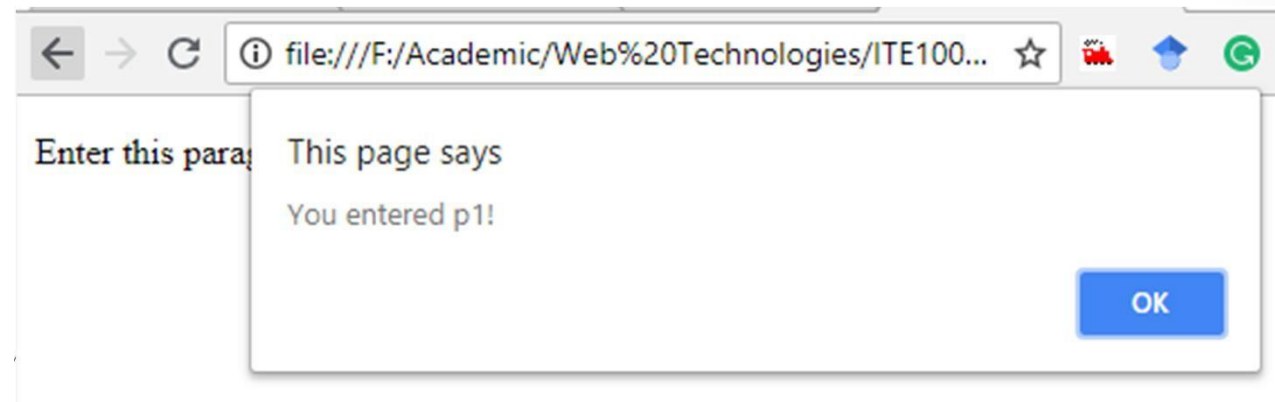 file:///F:/Academic/Web%20Technologies/ITE100...
Enter this parag
This page says
You entered p1!
OK